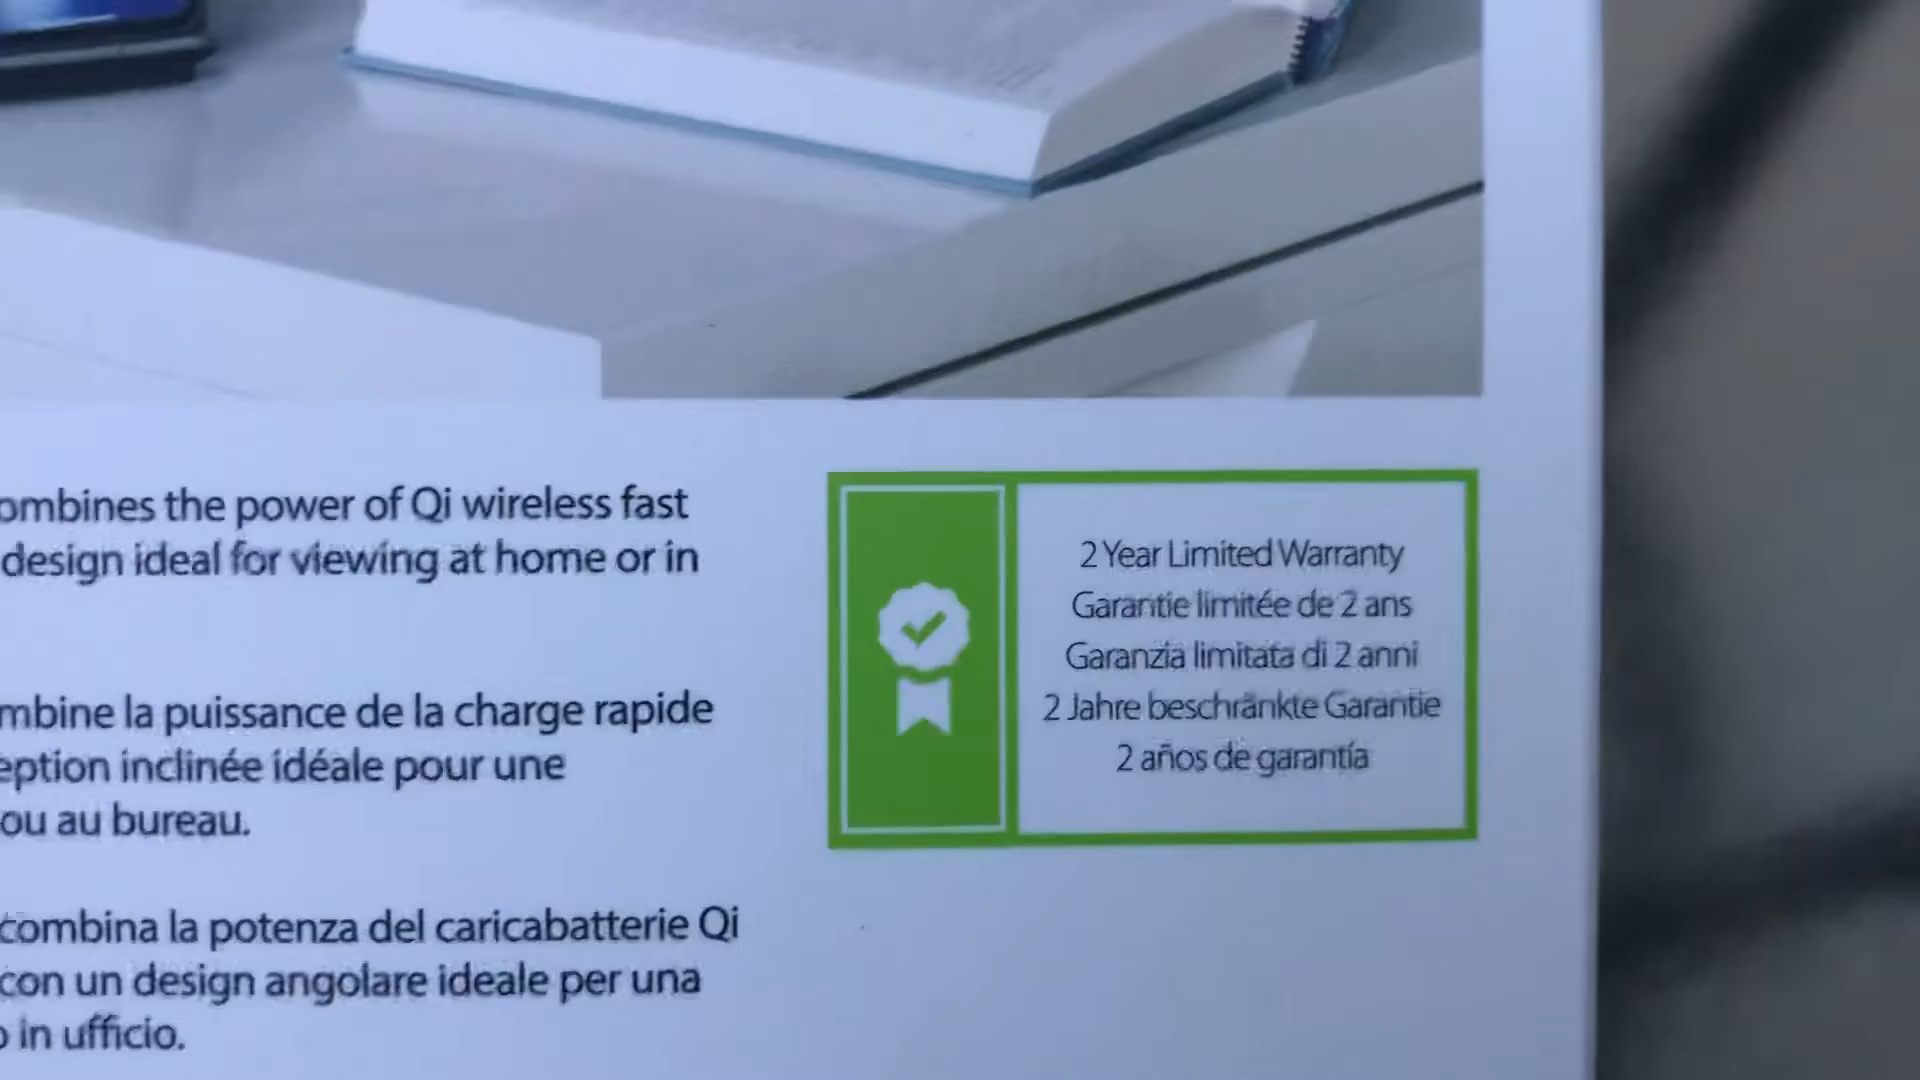 ombines the power of Qi wireless fast
design ideal for viewing at home or in
mbine la puissance de la charge rapide
eption inclinée idéale pour une
ou au bureau.
combina la potenza del caricabatterie Qi
con un design angolare ideale per una
in ufficio.
2 Year Limited Warranty
Garantie limitée de 2 ans
Garanzia limitata di 2 anni
2 Jahre beschränkte Garantie
2 años de garantía